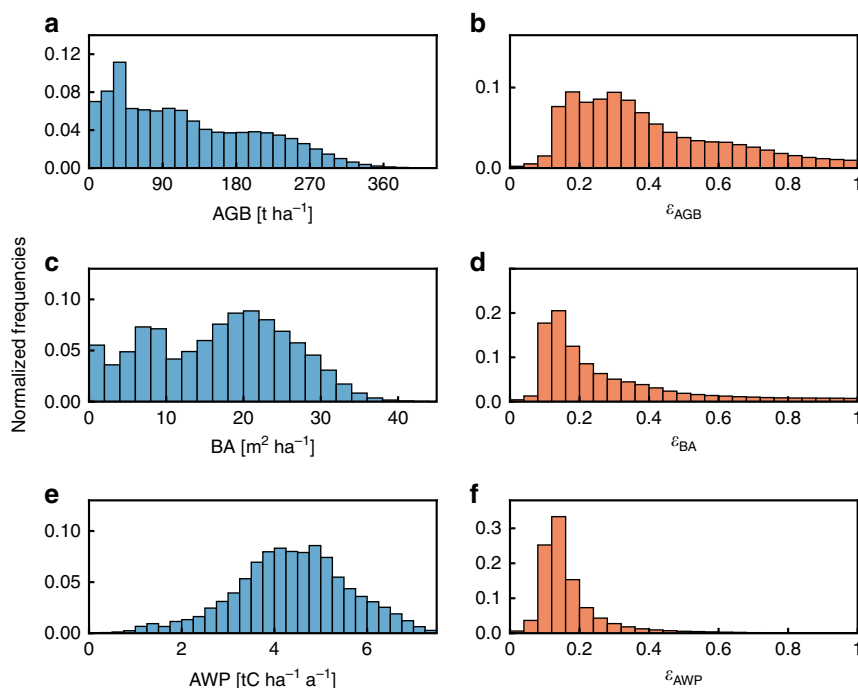 a
0.12
0.08
0.04
0.00
0 90 180 270 360
AGB [t ha⁻¹]
b
0.1
0.0
0 0.2 0.4 0.6 0.8 1
ε_AGB
Normalized frequencies
c
0.10
0.05
0.00
0 10 20 30 40
BA [m² ha⁻¹]
d
0.2
0.1
0.0
0 0.2 0.4 0.6 0.8 1
ε_BA
e
0.10
0.05
0.00
0 2 4 6
AWP [tC ha⁻¹ a⁻¹]
f
0.3
0.2
0.1
0.0
0 0.2 0.4 0.6 0.8 1
ε_AWP